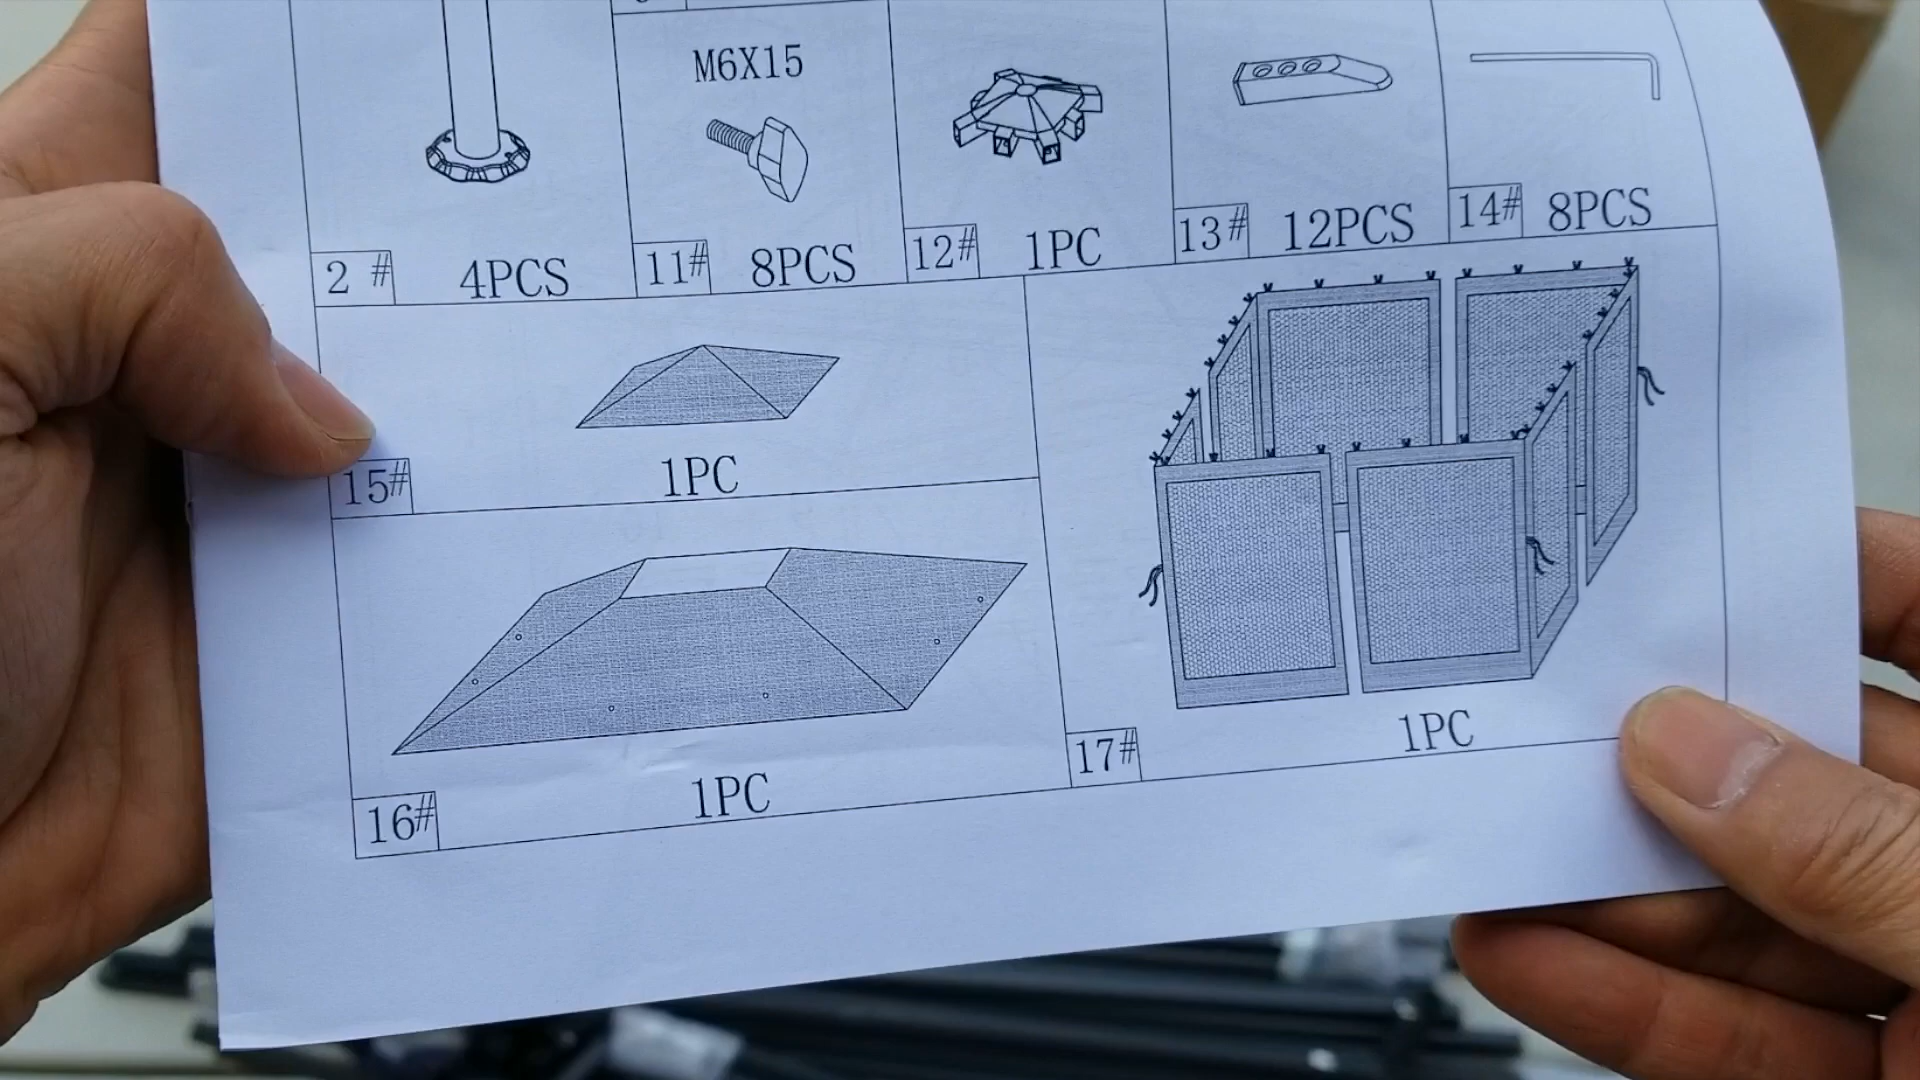 M6X15
2 # 4PCS
11# 8PCS
12# 1PC
13# 12PCS
14# 8PCS
15# 1PC
16# 1PC
17# 1PC